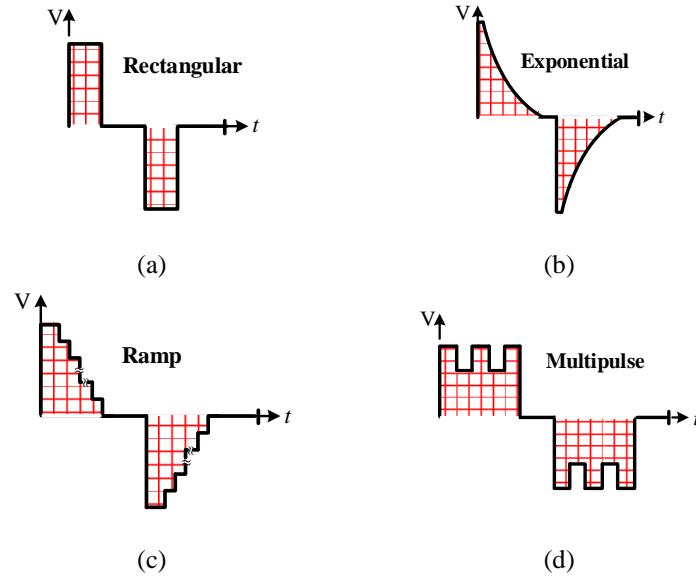 V
Rectangular
t
(a)
V
Exponential
t
(b)
V
Ramp
t
(c)
V
Multipulse
t
(d)